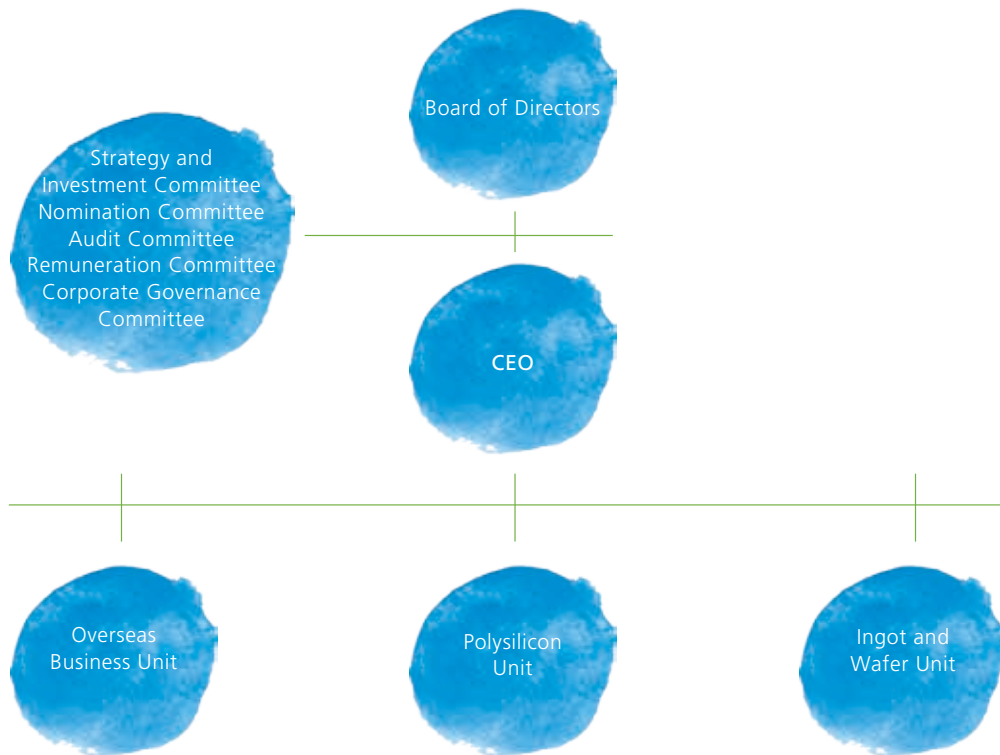 Board of Directors
Strategy and
Investment Committee
Nomination Committee
Audit Committee
Remuneration Committee
Corporate Governance
Committee
CEO
Overseas
Business Unit
Polysilicon
Unit
Ingot and
Wafer Unit